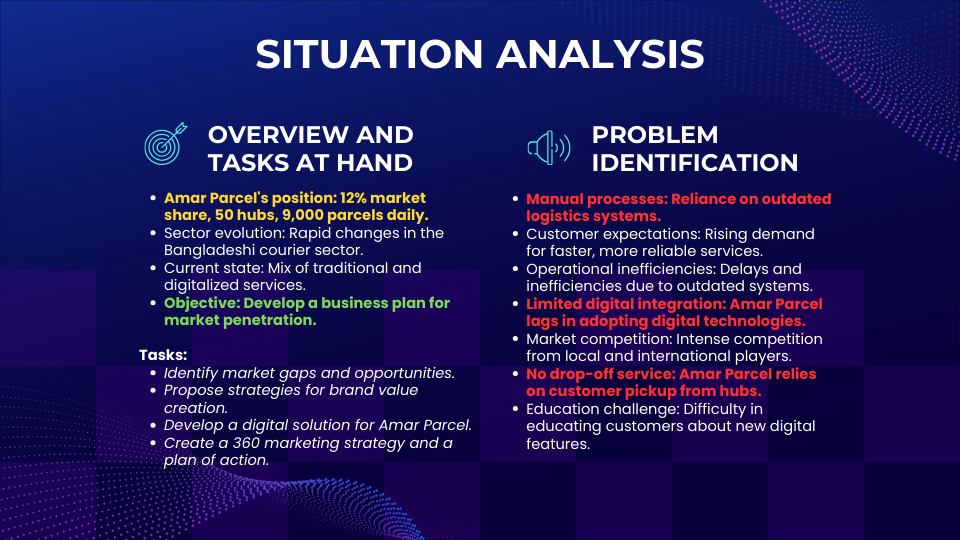 SITUATION ANALYSIS
OVERVIEW AND
TASKS AT HAND
• Amar Parcel's position: 12% market
share, 50 hubs, 9,000 parcels daily.
• Sector evolution: Rapid changes in the
Bangladeshi courier sector.
• Current state: Mix of traditional and
digitalized services.
• Objective: Develop a business plan for
market penetration.
Tasks:
• Identify market gaps and opportunities.
• Propose strategies for brand value
creation.
• Develop a digital solution for Amar Parcel.
• Create a 360 marketing strategy and a
plan of action.
PROBLEM
IDENTIFICATION
• Manual processes: Reliance on outdated
logistics systems.
• Customer expectations: Rising demand
for faster, more reliable services.
• Operational inefficiencies: Delays and
inefficiencies due to outdated systems.
• Limited digital integration: Amar Parcel
lags in adopting digital technologies.
• Market competition: Intense competition
from local and international players.
• No drop-off service: Amar Parcel relies
on customer pickup from hubs.
• Education challenge: Difficulty in
educating customers about new digital
features.